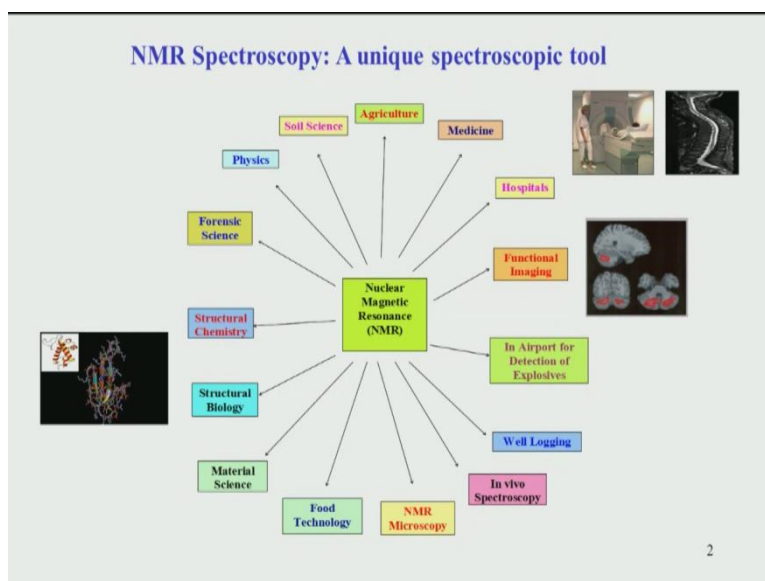 NMR Spectroscopy: A unique spectroscopic tool
Agriculture
Soil Science
Medicine
Physics
Hospitals
Forensic
Science
Functional
Imaging
Nuclear
Magnetic
Resonance
(NMR)
Structural
Chemistry
In Airport for
Detection of
Explosives
Structural
Biology
Well Logging
Material
Science
In vivo
Spectroscopy
Food
Technology
NMR
Microscopy
2